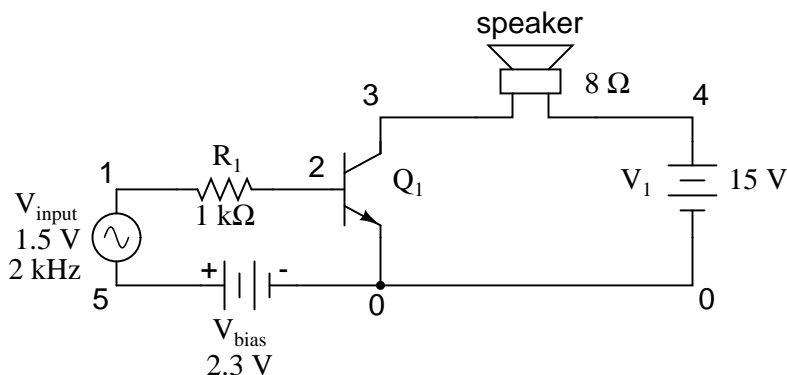 speaker
8 Ω
3
4
R1
1
2
Q1
V1
15 V
1 kΩ
Vinput
1.5 V
2 kHz
+
-
5
0
0
Vbias
2.3 V